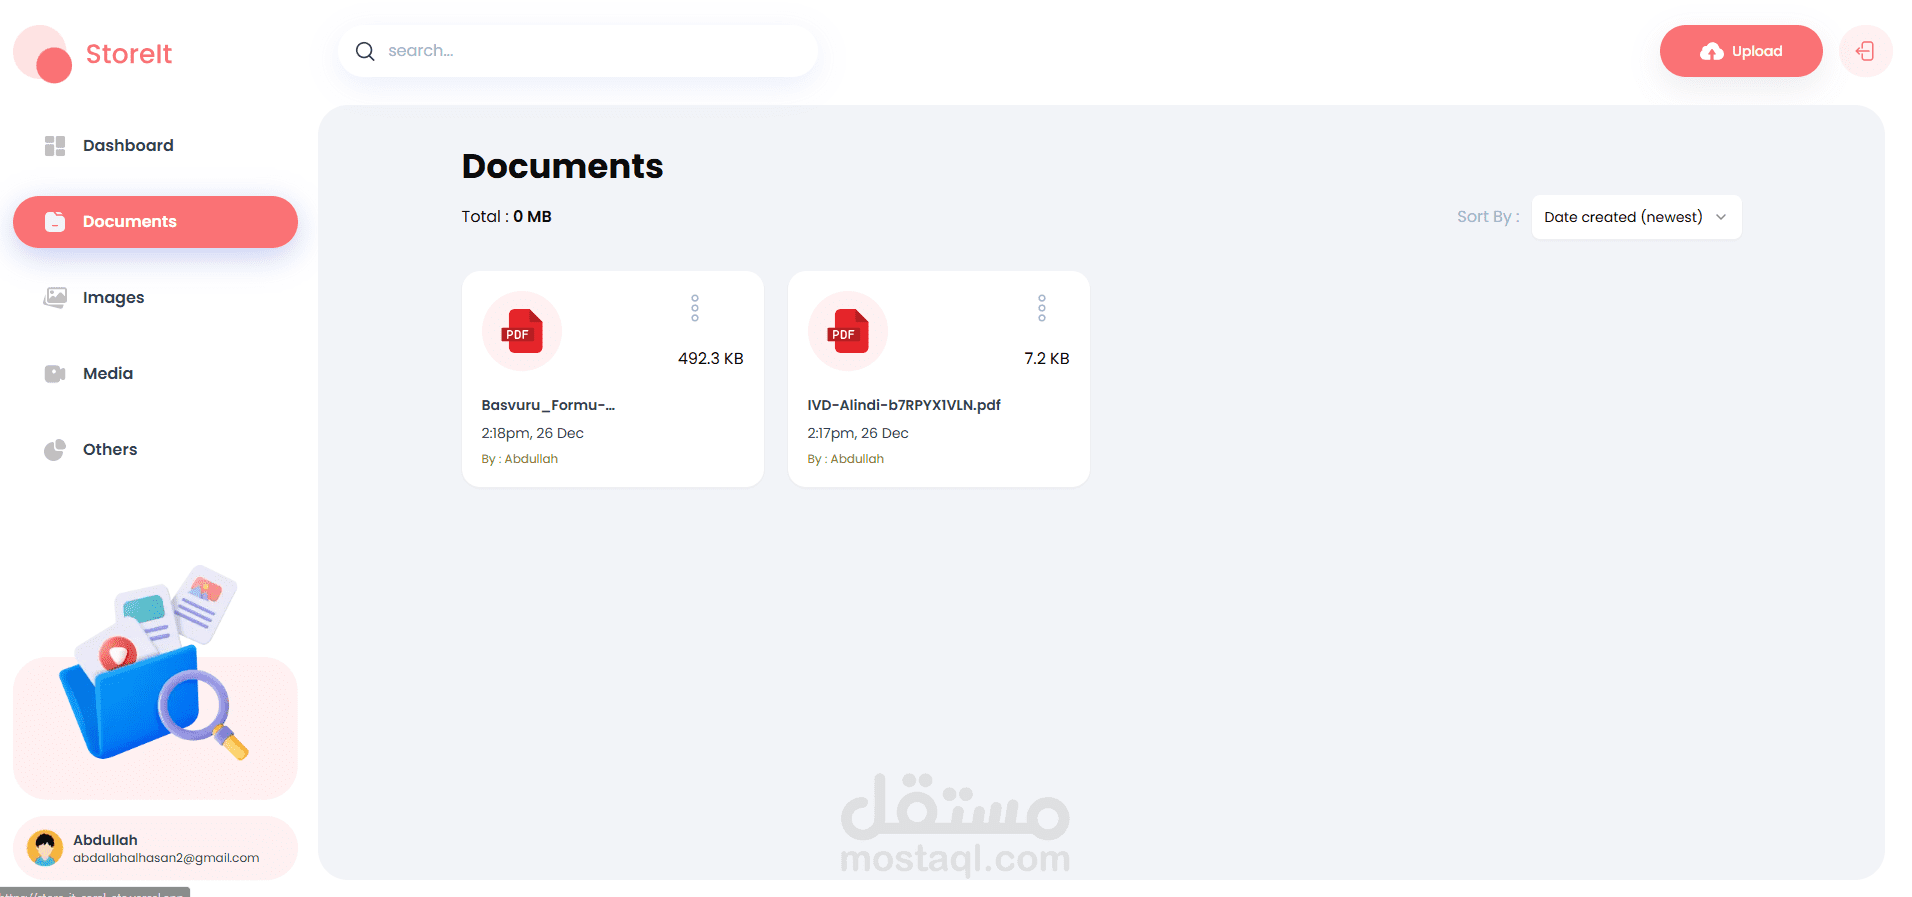 StoreIt
search...
Upload
Dashboard
Documents
Images
Media
Others
Documents
Total : 0 MB
Sort By :
Date created (newest)
PDF
492.3 KB
Basvuru_Formu-...
2:18pm, 26 Dec
By : Abdullah
PDF
7.2 KB
IVD-Alindi-b7RPYX1VLN.pdf
2:17pm, 26 Dec
By : Abdullah
Abdullah
abdallahalhasan2@gmail.com
مستقل
mostaql.com